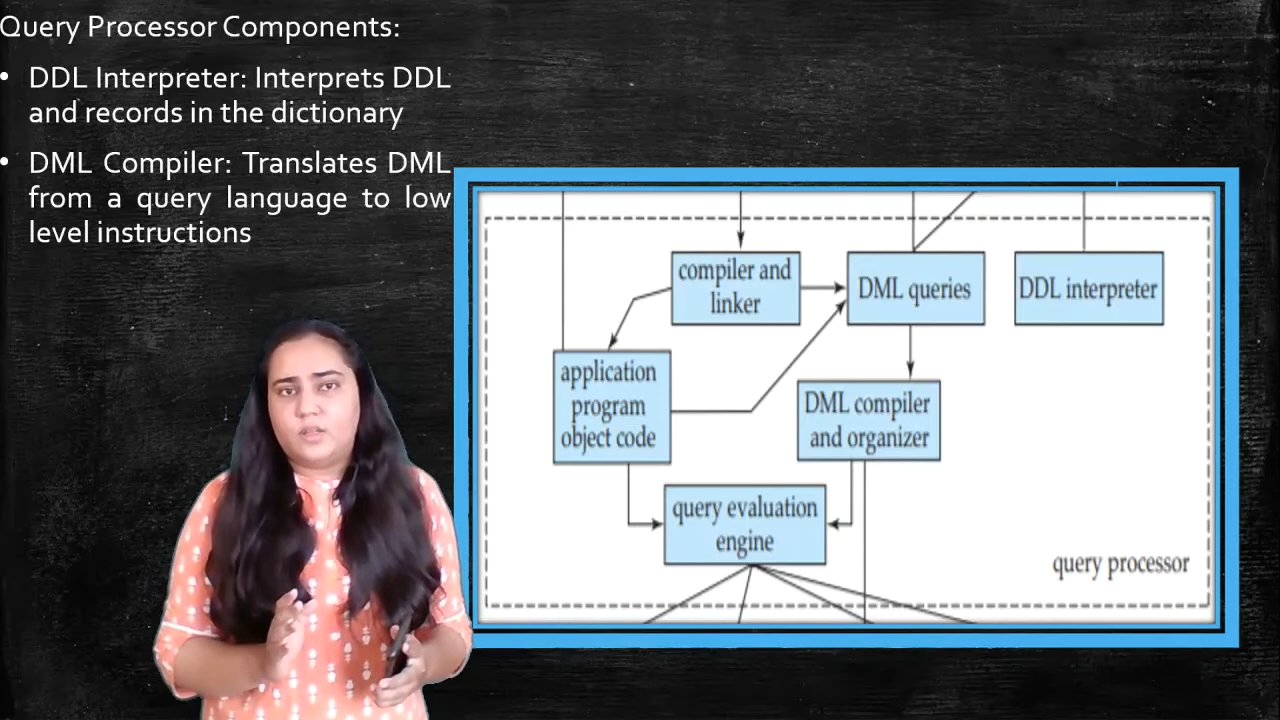 Query Processor Components:
• DDL Interpreter: Interprets DDL
and records in the dictionary
• DML Compiler: Translates DML
from a query language to low
level instructions
compiler and
linker
DML queries
DDL interpreter
application
program
object code
DML compiler
and organizer
query evaluation
engine
query processor